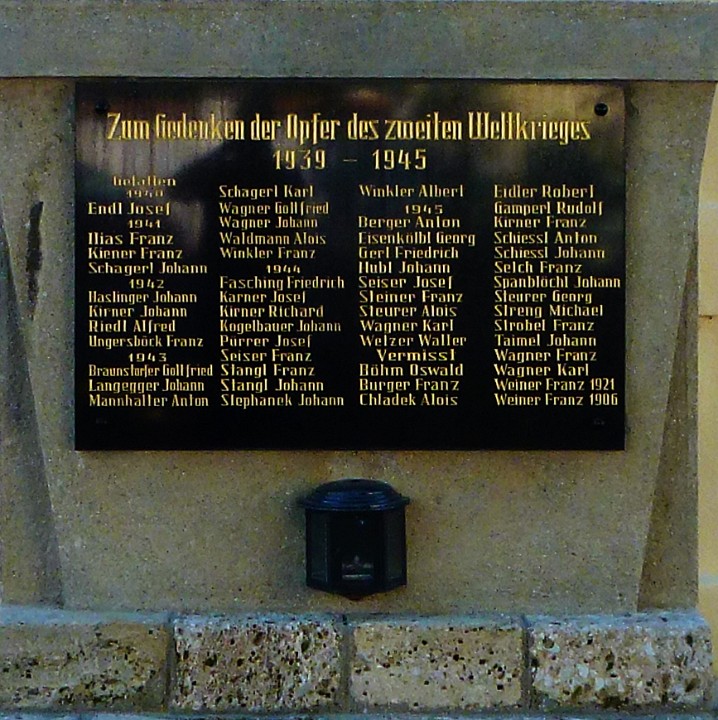 Zum Gedenken der Opfer des zweiten Weltkrieges
1939 – 1945
Gefallen
1940
Endl Josef
1941
Ilias Franz
Kiener Franz
Schagerl Johann
1942
Haslinger Johann
Kirner Johann
Riedl Alfred
Ungersböck Franz
1943
Braunstorfer Gottfried
Langegger Johann
Mannhalter Anton
Schagerl Karl
Wagner Gottfried
Wagner Johann
Waldmann Alois
Winkler Franz
1944
Fasching Friedrich
Karner Josef
Kirner Richard
Kogelbauer Johann
Pürrer Josef
Seiser Franz
Stangl Franz
Stangl Johann
Stephanek Johann
Winkler Albert
1945
Berger Anton
Eisenkölbl Georg
Gerl Friedrich
Hubl Johann
Seiser Josef
Steiner Franz
Steurer Alois
Wagner Karl
Welzer Walter
Vermisst
Böhm Oswald
Burger Franz
Chladek Alois
Eidler Robert
Gamperl Rudolf
Kirner Franz
Schiessl Anton
Schiessl Johann
Selch Franz
Spanblöchl Johann
Steurer Georg
Streng Michael
Strobel Franz
Taimel Johann
Wagner Franz
Wagner Karl
Weiner Franz 1921
Weiner Franz 1906